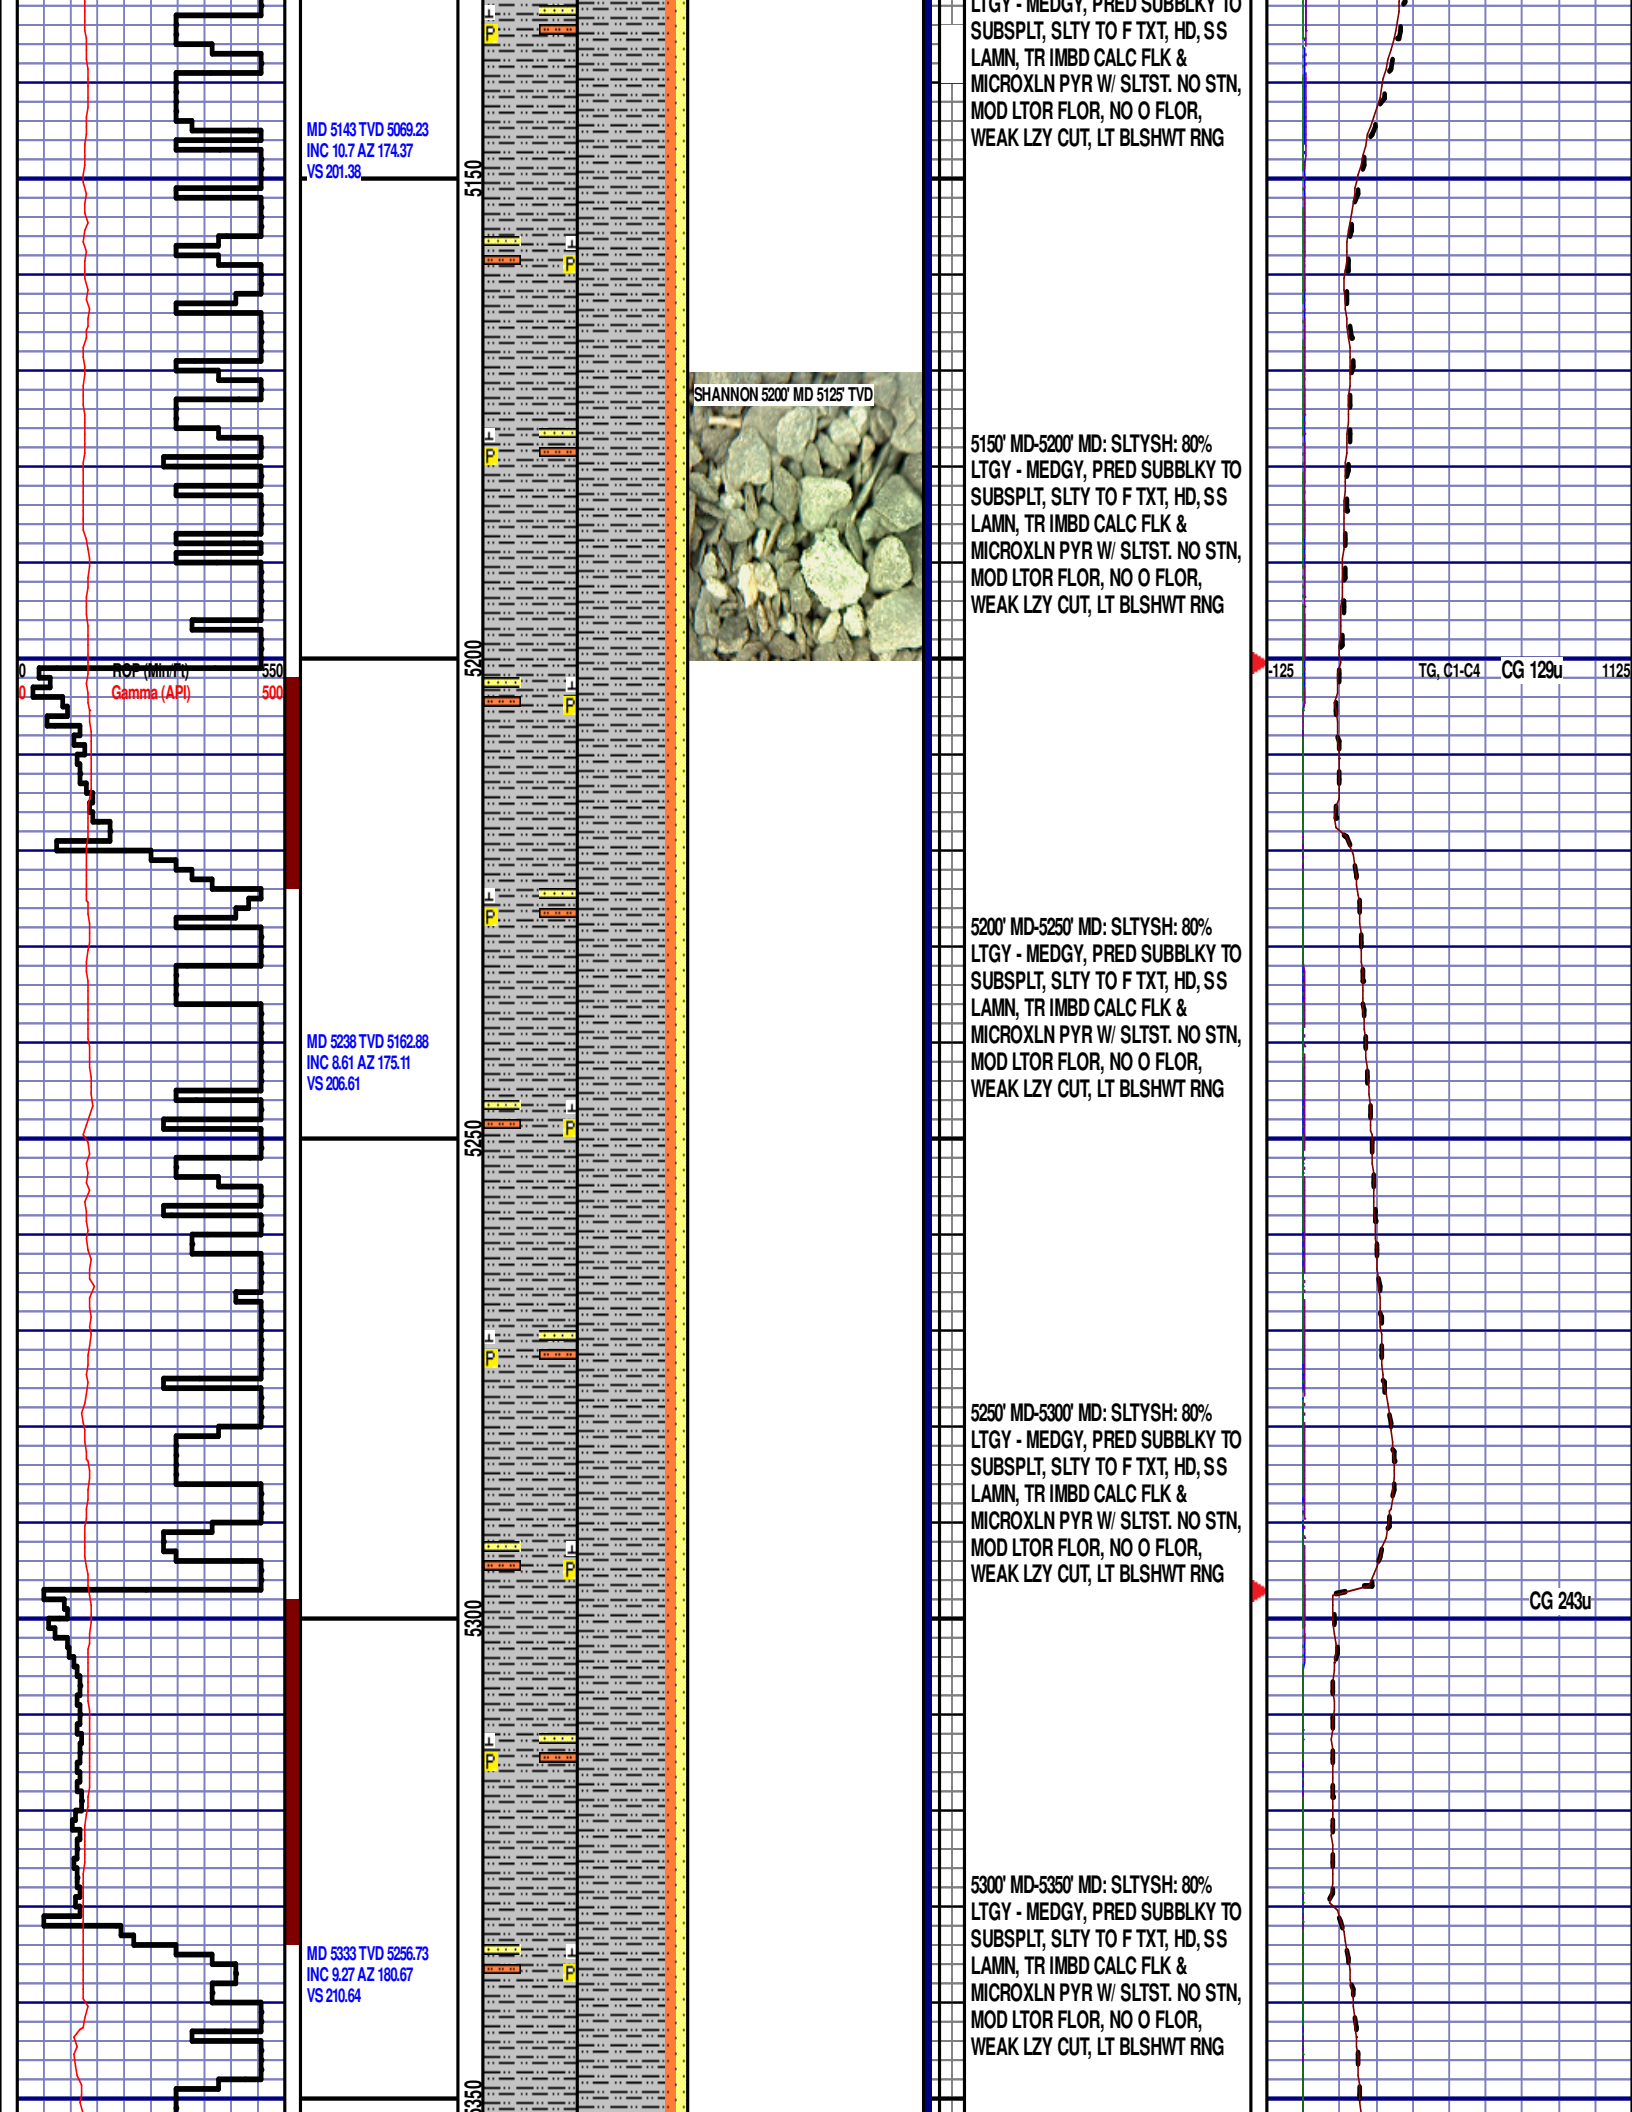 LTGY - MEDGY, PRED SUBBLKY TO
SUBSPLT, SLTY TO F TXT, HD, SS
LAMN, TR IMBD CALC FLK &
MICROXLN PYR W/ SLTST. NO STN,
MOD LTOR FLOR, NO O FLOR,
WEAK LZY CUT, LT BLSHWT RNG
P
MD 5143 TVD 5069.23
INC 10.7 AZ 174.37
VS 201.38
5150
P
SHANNON 5200' MD 5125' TVD
5150' MD-5200' MD: SLTYSH: 80%
LTGY - MEDGY, PRED SUBBLKY TO
SUBSPLT, SLTY TO F TXT, HD, SS
LAMN, TR IMBD CALC FLK &
MICROXLN PYR W/ SLTST. NO STN,
MOD LTOR FLOR, NO O FLOR,
WEAK LZY CUT, LT BLSHWT RNG
P
5200
0 ROP (Min/Ft) 550
0 Gamma (API) 500
-125 TG, C1-C4 CG 129u 1125
P
P
5200' MD-5250' MD: SLTYSH: 80%
LTGY - MEDGY, PRED SUBBLKY TO
SUBSPLT, SLTY TO F TXT, HD, SS
LAMN, TR IMBD CALC FLK &
MICROXLN PYR W/ SLTST. NO STN,
MOD LTOR FLOR, NO O FLOR,
WEAK LZY CUT, LT BLSHWT RNG
MD 5238 TVD 5162.88
INC 8.61 AZ 175.11
VS 206.61
P
5250
P
5250' MD-5300' MD: SLTYSH: 80%
LTGY - MEDGY, PRED SUBBLKY TO
SUBSPLT, SLTY TO F TXT, HD, SS
LAMN, TR IMBD CALC FLK &
MICROXLN PYR W/ SLTST. NO STN,
MOD LTOR FLOR, NO O FLOR,
WEAK LZY CUT, LT BLSHWT RNG
P
CG 243u
5300
P
5300' MD-5350' MD: SLTYSH: 80%
LTGY - MEDGY, PRED SUBBLKY TO
SUBSPLT, SLTY TO F TXT, HD, SS
LAMN, TR IMBD CALC FLK &
MICROXLN PYR W/ SLTST. NO STN,
MOD LTOR FLOR, NO O FLOR,
WEAK LZY CUT, LT BLSHWT RNG
MD 5333 TVD 5256.73
INC 9.27 AZ 180.67
VS 210.64
P
5350